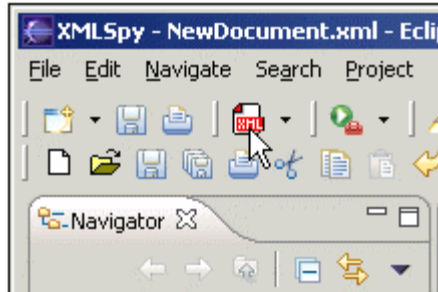 XMLSpy - NewDocument.xml - Ecli
File Edit Navigate Search Project
XML
Navigator